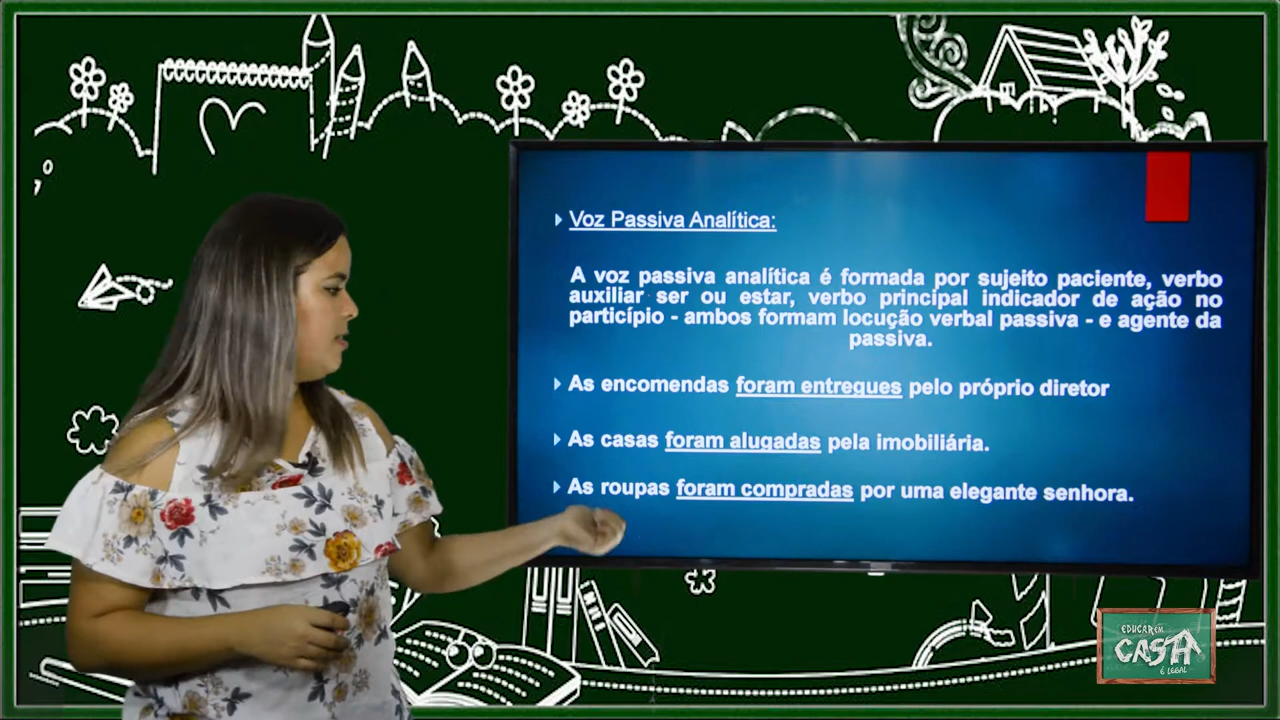 Voz Passiva Analítica:
A voz passiva analítica é formada por sujeito paciente, verbo
auxiliar ser ou estar, verbo principal indicador de ação no
particípio - ambos formam locução verbal passiva - e agente da
passiva.
As encomendas foram entregues pelo próprio diretor
As casas foram alugadas pela imobiliária.
As roupas foram compradas por uma elegante senhora.
EDUCAR EM
CASA
É LEGAL